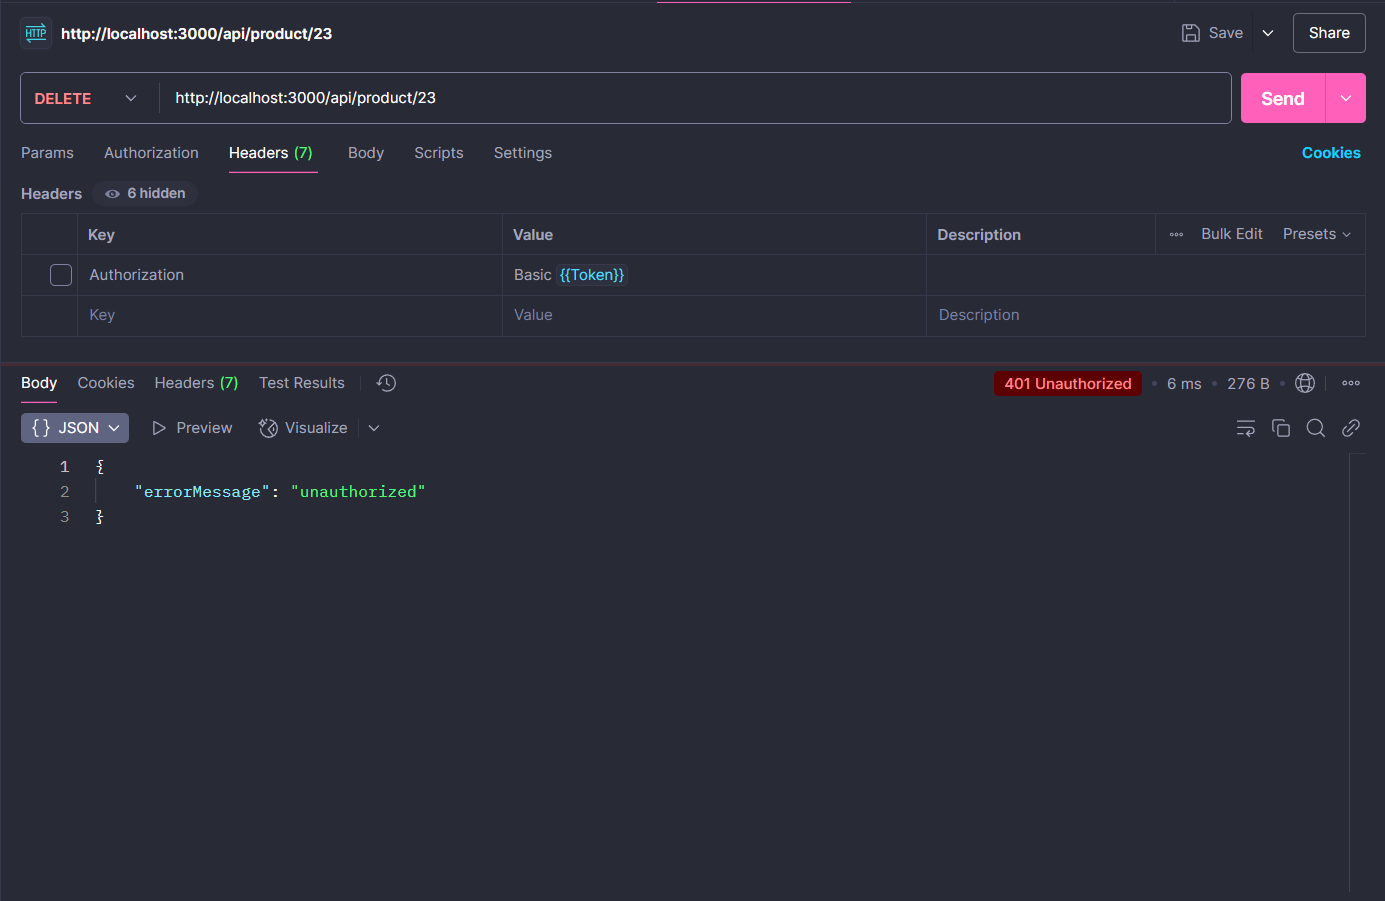 HTTP http://localhost:3000/api/product/23 Save Share
DELETE http://localhost:3000/api/product/23 Send
Params Authorization Headers (7) Body Scripts Settings Cookies
Headers 6 hidden
Key Value Description Bulk Edit Presets
Authorization Basic {{Token}}
Key Value Description
Body Cookies Headers (7) Test Results 401 Unauthorized • 6 ms • 276 B •
{} JSON Preview Visualize
1 {
2 "errorMessage": "unauthorized"
3 }